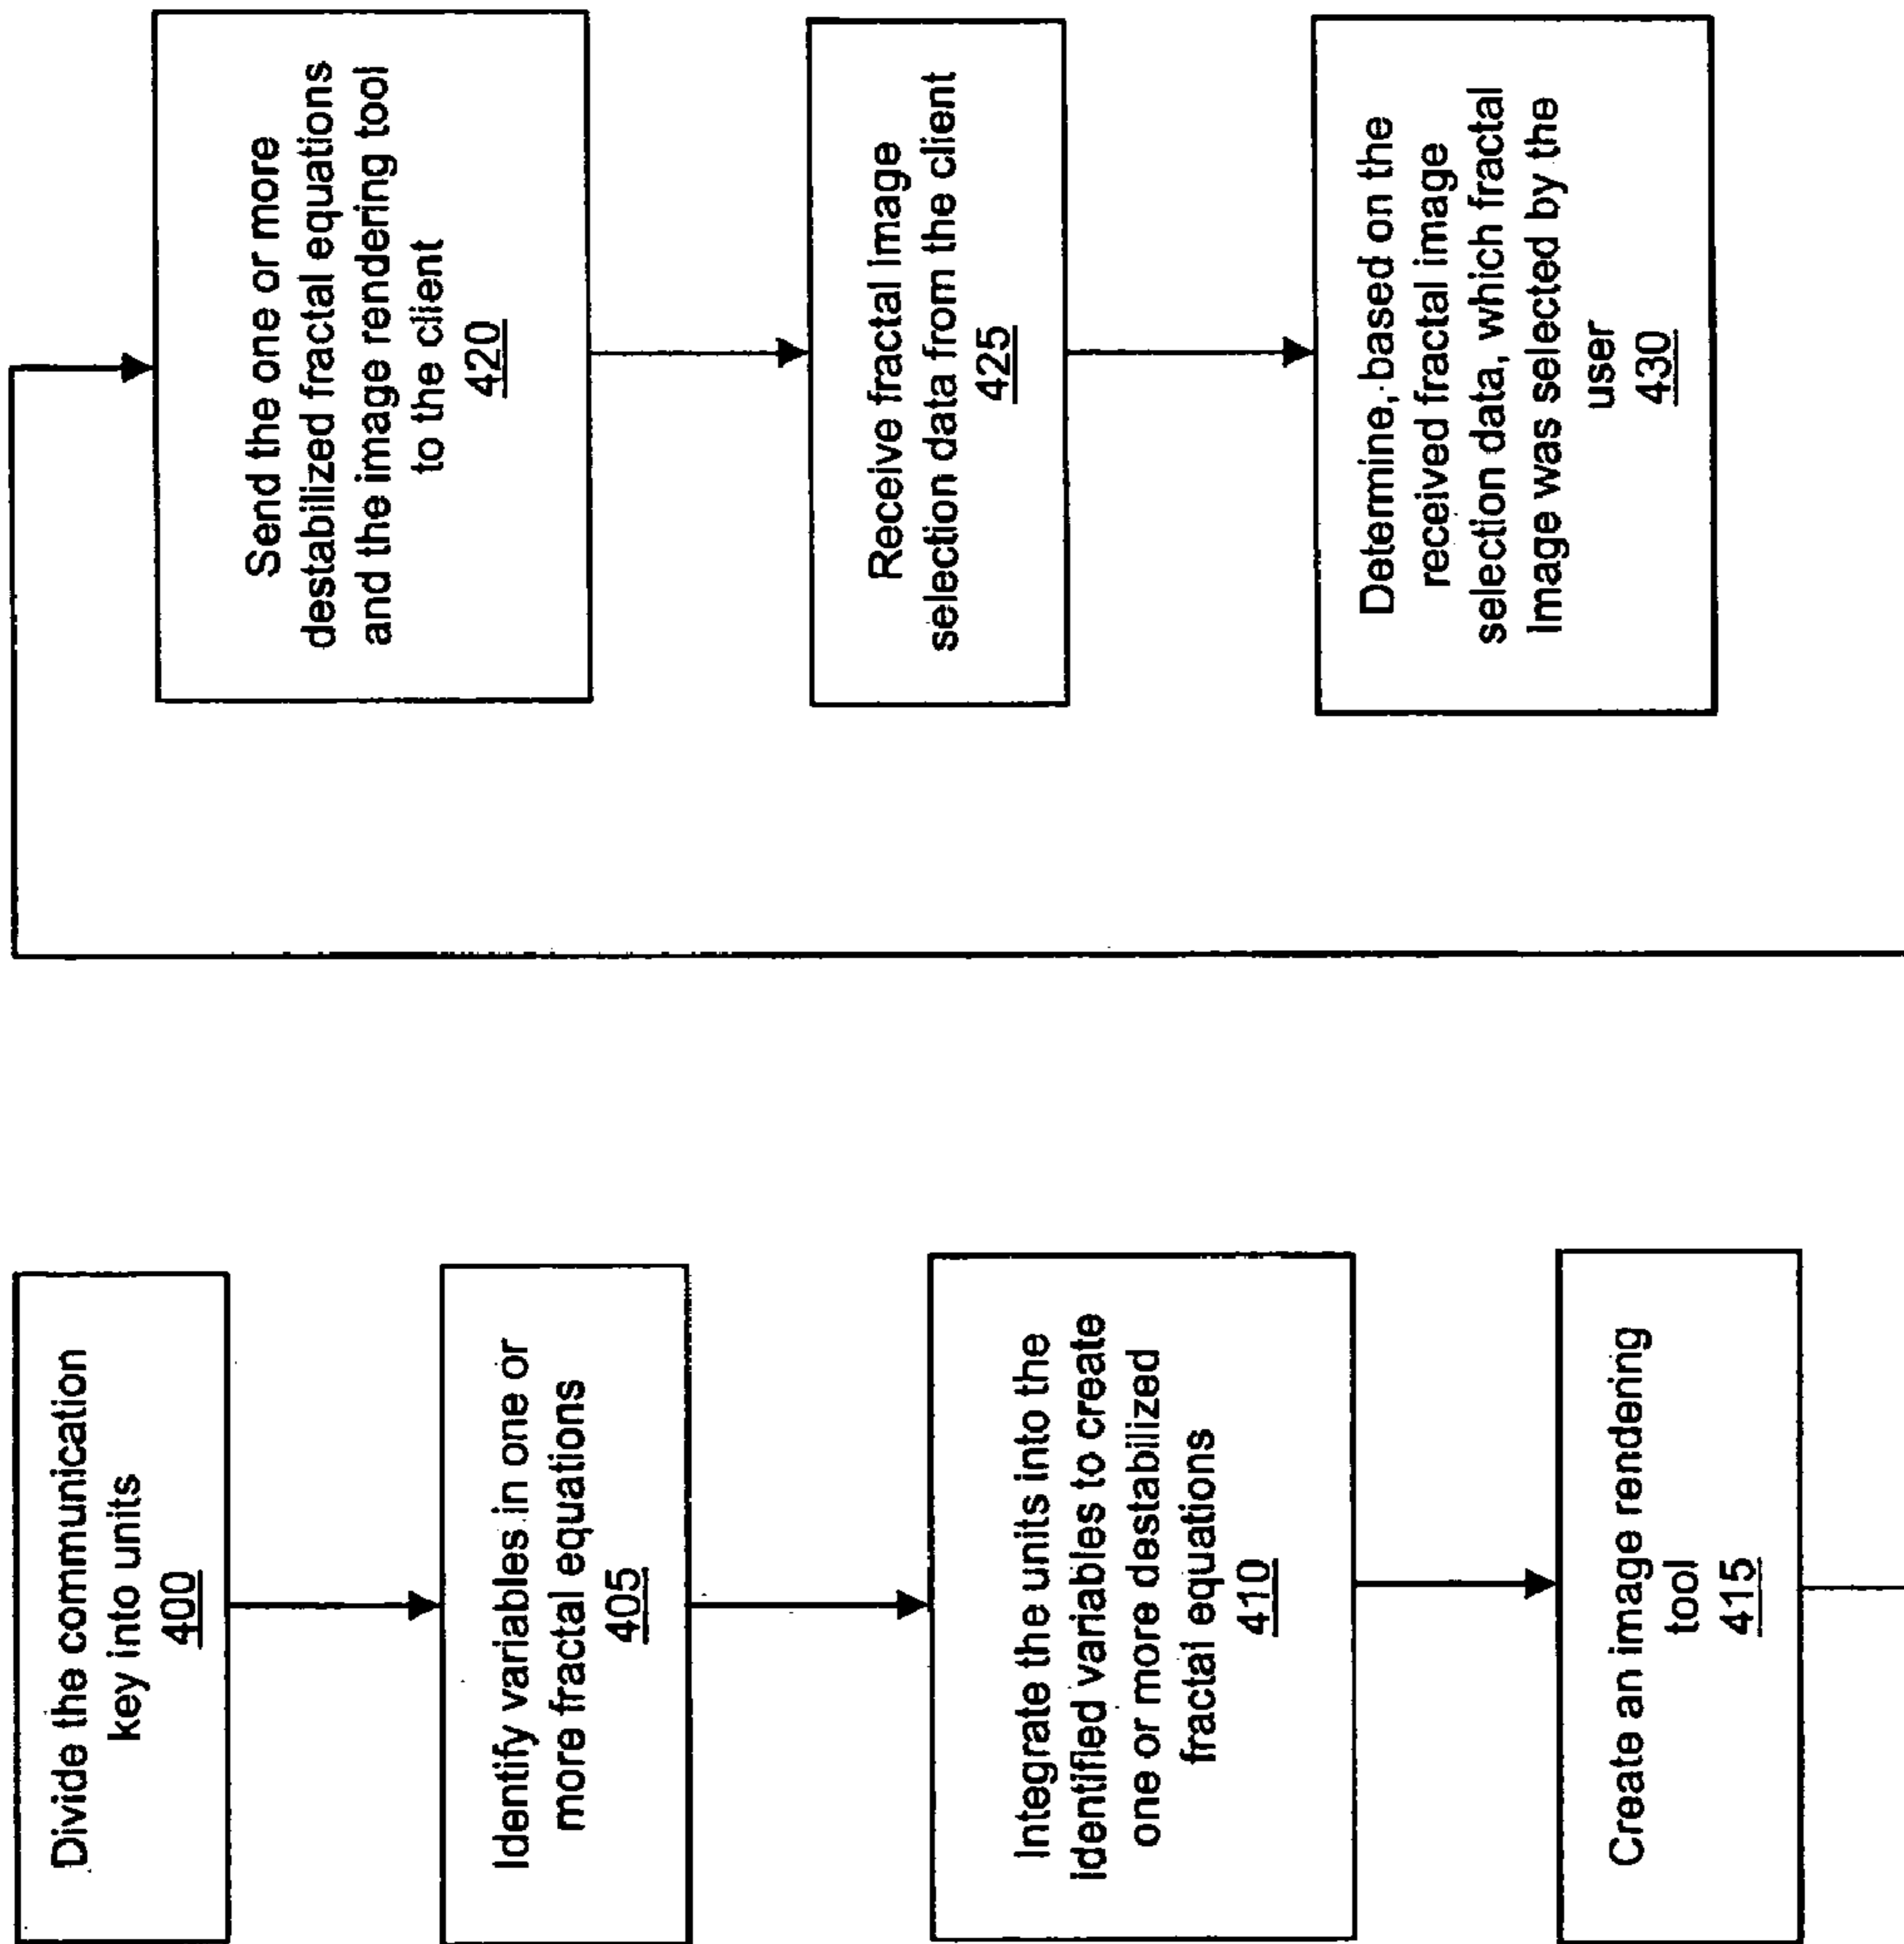 Divide the communication
key into units
400
Identify variables in one or
more fractal equations
405
Integrate the units into the
identified variables to create
one or more destabilized
fractal equations
410
Create an image rendering
tool
415
Send the one or more
destabilized fractal equations
and the image rendering tool
to the client
420
Receive fractal image
selection data from the client
425
Determine, based on the
received fractal image
selection data, which fractal
image was selected by the
user
430